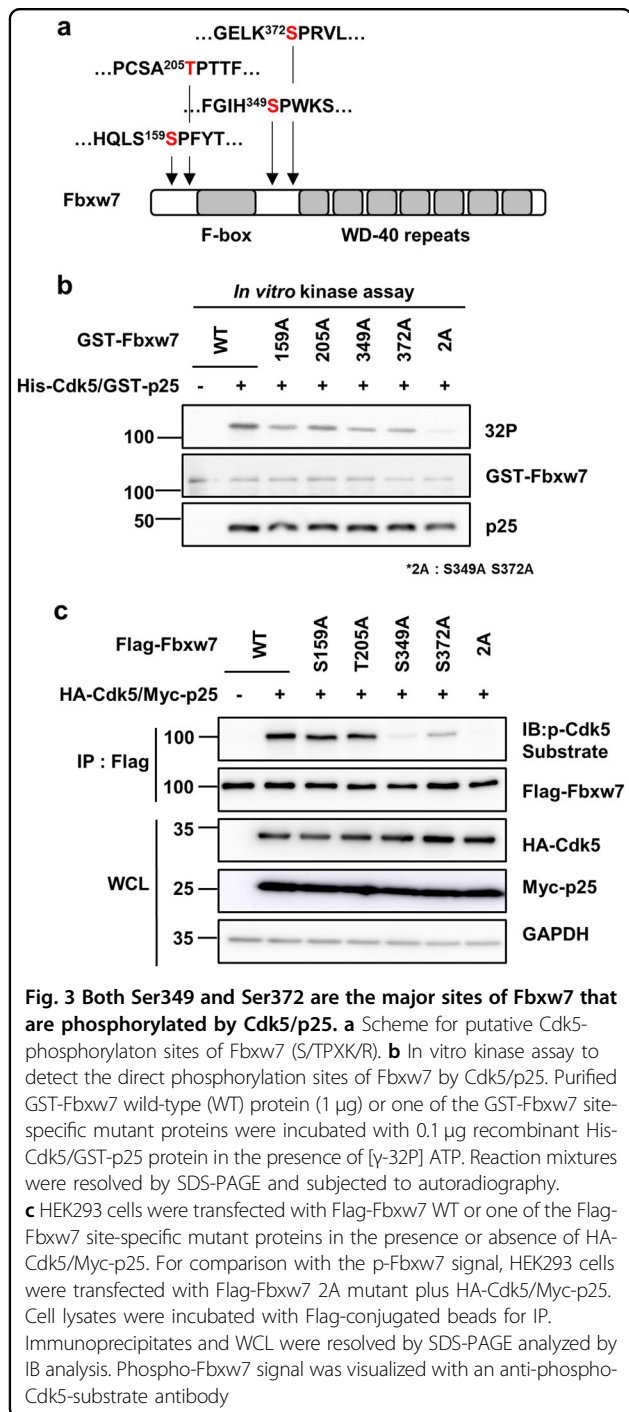 a
...GELK372SPRVL...
...PCSA205TPTTF...
...FGIH349SPWKS...
...HQLS159SPFYT...
Fbxw7
F-box WD-40 repeats
b
In vitro kinase assay
GST-Fbxw7 WT 159A 205A 349A 372A 2A
His-Cdk5/GST-p25 - + + + + + +
100 32P
100 GST-Fbxw7
50 p25
*2A : S349A S372A
c
Flag-Fbxw7 WT S159A T205A S349A S372A 2A
HA-Cdk5/Myc-p25 - + + + + + +
IP : Flag
100 IB:p-Cdk5 Substrate
100 Flag-Fbxw7
WCL
35 HA-Cdk5
25 Myc-p25
35 GAPDH
Fig. 3 Both Ser349 and Ser372 are the major sites of Fbxw7 that
are phosphorylated by Cdk5/p25. a Scheme for putative Cdk5-
phosphorylaton sites of Fbxw7 (S/TPXK/R). b In vitro kinase assay to
detect the direct phosphorylation sites of Fbxw7 by Cdk5/p25. Purified
GST-Fbxw7 wild-type (WT) protein (1 µg) or one of the GST-Fbxw7 site-
specific mutant proteins were incubated with 0.1 µg recombinant His-
Cdk5/GST-p25 protein in the presence of [γ-32P] ATP. Reaction mixtures
were resolved by SDS-PAGE and subjected to autoradiography.
c HEK293 cells were transfected with Flag-Fbxw7 WT or one of the Flag-
Fbxw7 site-specific mutant proteins in the presence or absence of HA-
Cdk5/Myc-p25. For comparison with the p-Fbxw7 signal, HEK293 cells
were transfected with Flag-Fbxw7 2A mutant plus HA-Cdk5/Myc-p25.
Cell lysates were incubated with Flag-conjugated beads for IP.
Immunoprecipitates and WCL were resolved by SDS-PAGE analyzed by
IB analysis. Phospho-Fbxw7 signal was visualized with an anti-phospho-
Cdk5-substrate antibody